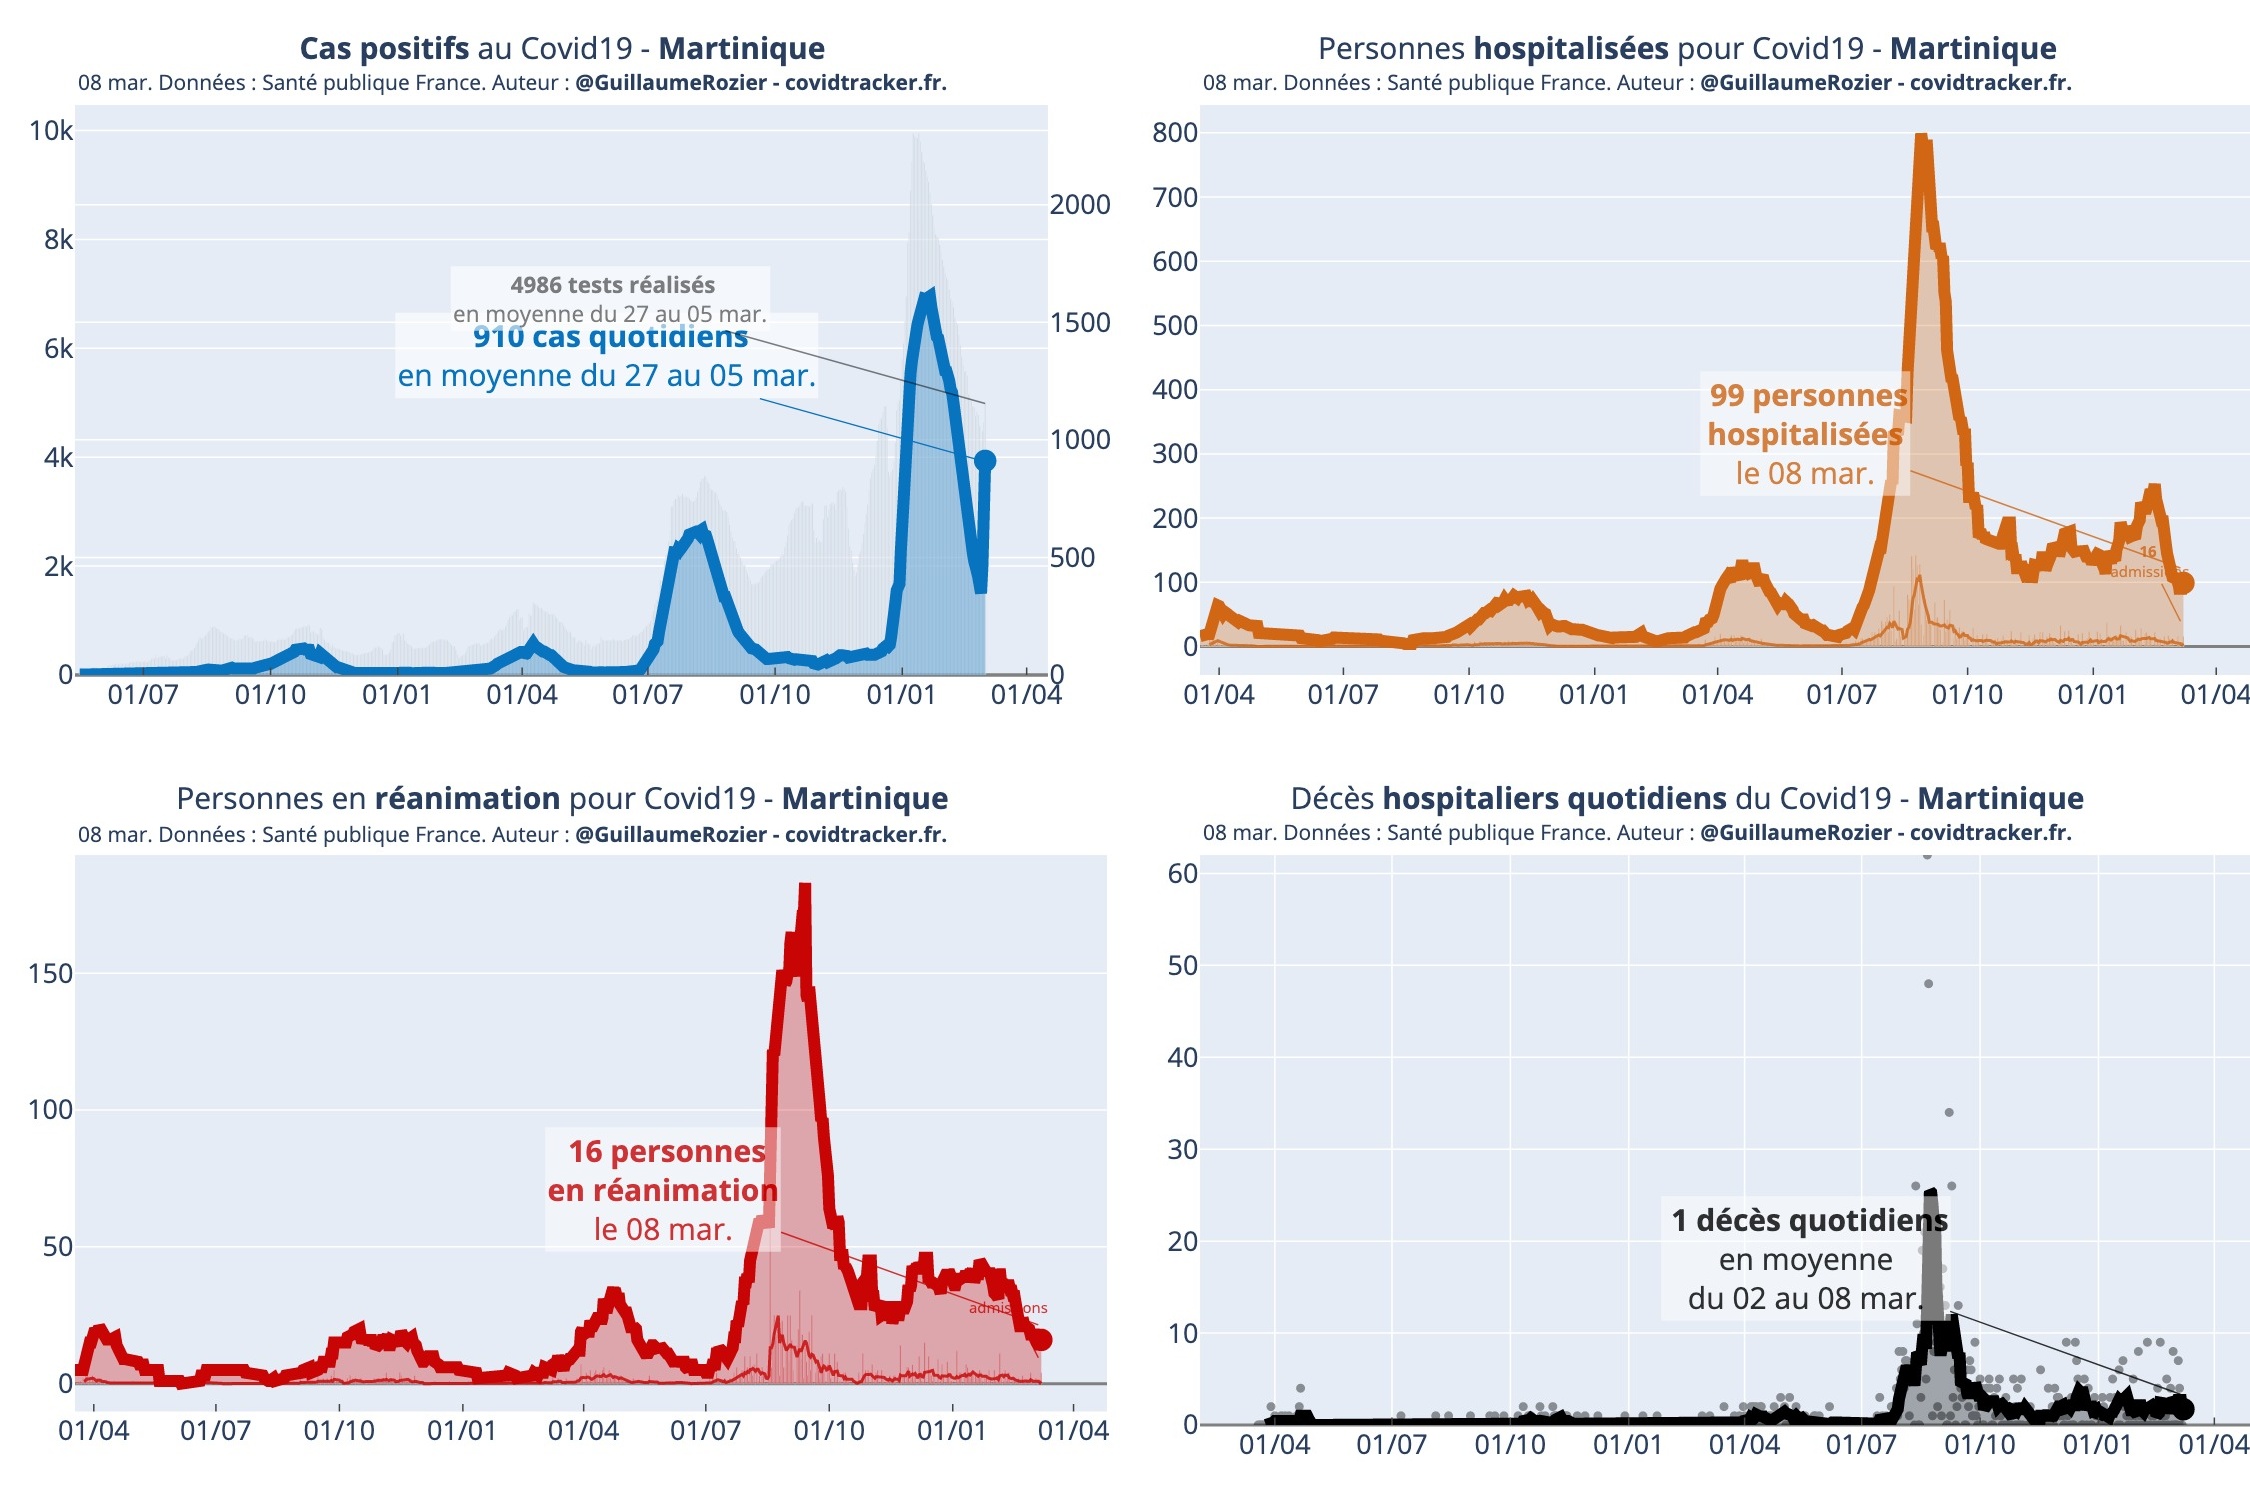 Cas positifs au Covid19 - Martinique
08 mar. Données : Santé publique France. Auteur : @GuillaumeRozier - covidtracker.fr.
10k
8k
6k
4k
2k
0
2000
1500
1000
500
0
4986 tests réalisés
en moyenne du 27 au 05 mar.
910 cas quotidiens
en moyenne du 27 au 05 mar.
01/07 01/10 01/01 01/04 01/07 01/10 01/01 01/04
Personnes hospitalisées pour Covid19 - Martinique
08 mar. Données : Santé publique France. Auteur : @GuillaumeRozier - covidtracker.fr.
800
700
600
500
400
300
200
100
0
99 personnes
hospitalisées
le 08 mar.
16
admissions
01/04 01/07 01/10 01/01 01/04 01/07 01/10 01/01 01/04
Personnes en réanimation pour Covid19 - Martinique
08 mar. Données : Santé publique France. Auteur : @GuillaumeRozier - covidtracker.fr.
150
100
50
0
16 personnes
en réanimation
le 08 mar.
admissions
01/04 01/07 01/10 01/01 01/04 01/07 01/10 01/01 01/04
Décès hospitaliers quotidiens du Covid19 - Martinique
08 mar. Données : Santé publique France. Auteur : @GuillaumeRozier - covidtracker.fr.
60
50
40
30
20
10
0
1 décès quotidiens
en moyenne
du 02 au 08 mar.
01/04 01/07 01/10 01/01 01/04 01/07 01/10 01/01 01/04